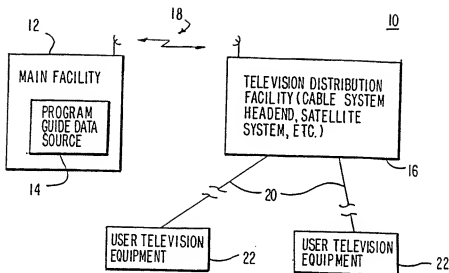 12
18
10
MAIN FACILITY
PROGRAM
GUIDE DATA
SOURCE
14
TELEVISION DISTRIBUTION
FACILITY (CABLE SYSTEM
HEADEND, SATELLITE
SYSTEM, ETC.)
16
20
USER TELEVISION
EQUIPMENT
22
USER TELEVISION
EQUIPMENT
22